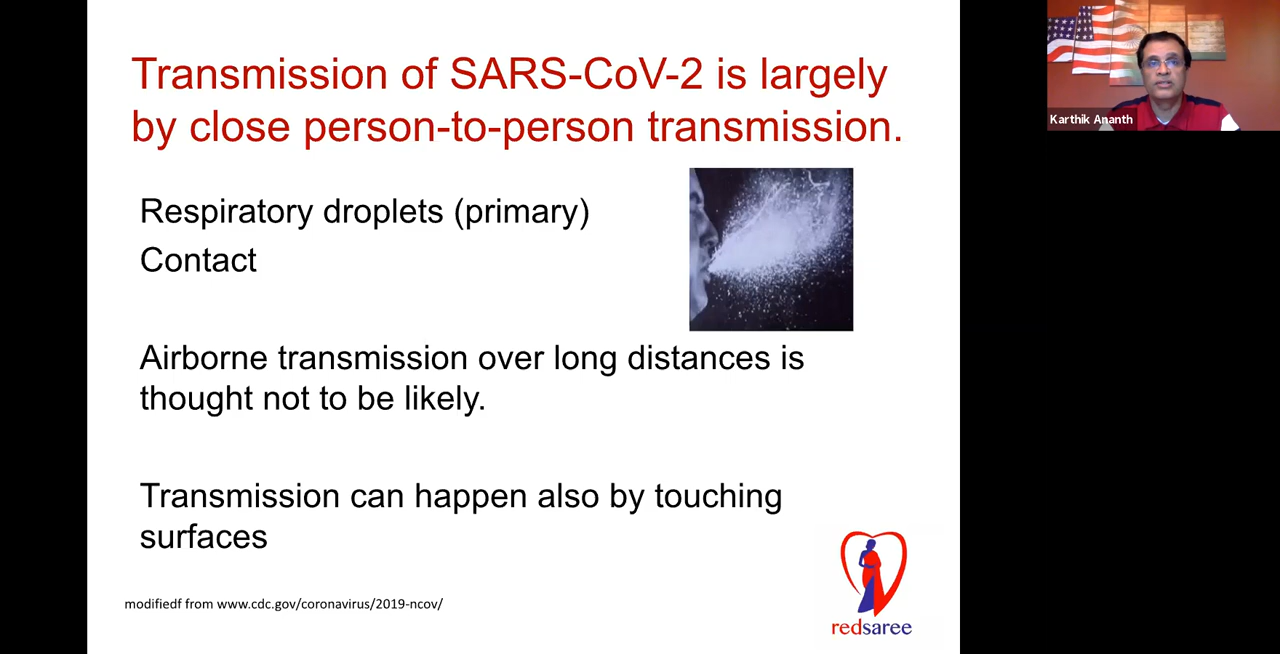 Transmission of SARS-CoV-2 is largely
by close person-to-person transmission.
Karthik Ananth
Respiratory droplets (primary)
Contact
Airborne transmission over long distances is
thought not to be likely.
Transmission can happen also by touching
surfaces
modifiedf from www.cdc.gov/coronavirus/2019-ncov/
redsaree